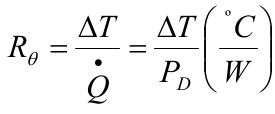 R_θ = ΔT / Q̇ = ΔT / P_D (°C / W)